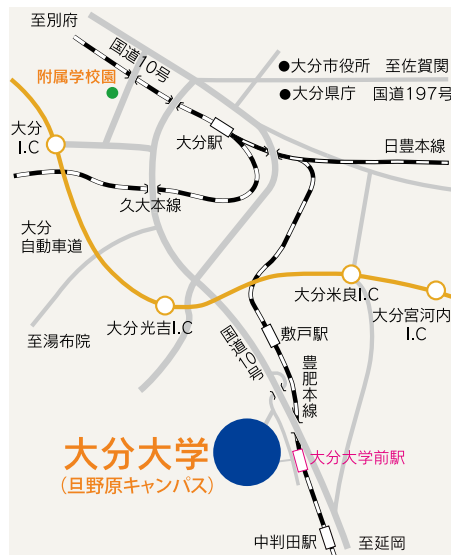 至別府
国道10号
●大分市役所 至佐賀関
●大分県庁 国道197号
附属学校園
大分駅
大分
I.C
日豊本線
久大本線
大分
自動車道
大分米良I.C
大分宮河内
I.C
大分光吉I.C
至湯布院
敷戸駅
国道10号
豊肥本線
大分大学
(旦野原キャンパス)
大分大学前駅
中判田駅
至延岡